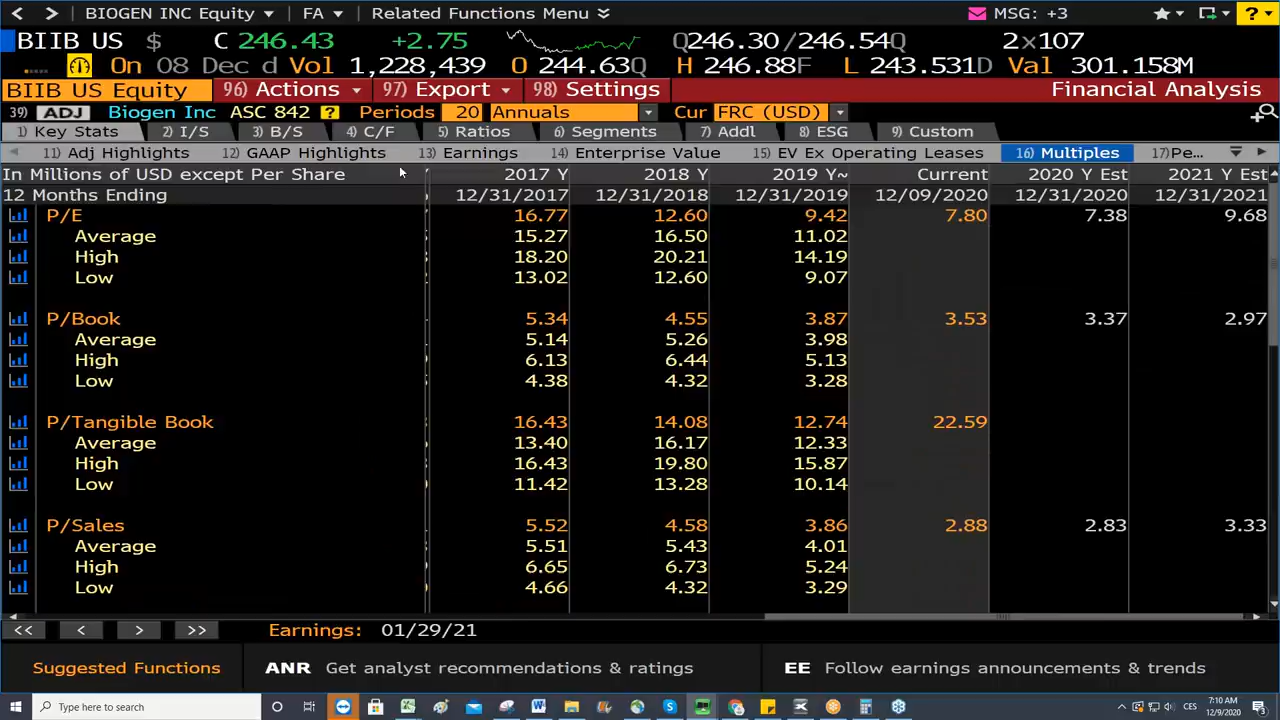 BIOGEN INC Equity FA Related Functions Menu MSG: +3 ?
BIIB US $ C 246.43 +2.75 Q246.30/246.54Q 2×107
On 08 Dec d Vol 1,228,439 O 244.63Q H 246.88F L 243.531D Val 301.158M
BIIB US Equity 96) Actions 97) Export 98) Settings Financial Analysis
39) ADJ Biogen Inc ASC 842 ? Periods 20 Annuals Cur FRC (USD)
1) Key Stats 2) I/S 3) B/S 4) C/F 5) Ratios 6) Segments 7) Addl 8) ESG 9) Custom
11) Adj Highlights 12) GAAP Highlights 13) Earnings 14) Enterprise Value 15) EV Ex Operating Leases 16) Multiples 17) Pe...
In Millions of USD except Per Share 2017 Y 2018 Y 2019 Y~ Current 2020 Y Est 2021 Y Est
12 Months Ending 12/31/2017 12/31/2018 12/31/2019 12/09/2020 12/31/2020 12/31/2021
P/E 16.77 12.60 9.42 7.80 7.38 9.68
Average 15.27 16.50 11.02
High 18.20 20.21 14.19
Low 13.02 12.60 9.07
P/Book 5.34 4.55 3.87 3.53 3.37 2.97
Average 5.14 5.26 3.98
High 6.13 6.44 5.13
Low 4.38 4.32 3.28
P/Tangible Book 16.43 14.08 12.74 22.59
Average 13.40 16.17 12.33
High 16.43 19.80 15.87
Low 11.42 13.28 10.14
P/Sales 5.52 4.58 3.86 2.88 2.83 3.33
Average 5.51 5.43 4.01
High 6.65 6.73 5.24
Low 4.66 4.32 3.29
<< < > >> Earnings: 01/29/21
Suggested Functions ANR Get analyst recommendations & ratings EE Follow earnings announcements & trends
Type here to search CES 7:10 AM
12/9/2020